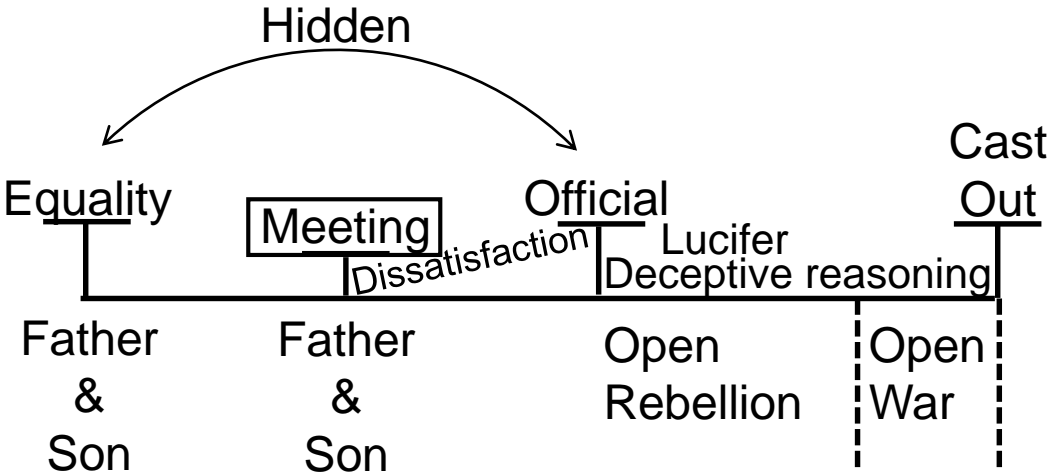 Hidden
Cast
Out
Equality
Meeting
Official
Dissatisfaction
Lucifer
Deceptive reasoning
Father
&
Son
Father
&
Son
Open
Rebellion
Open
War